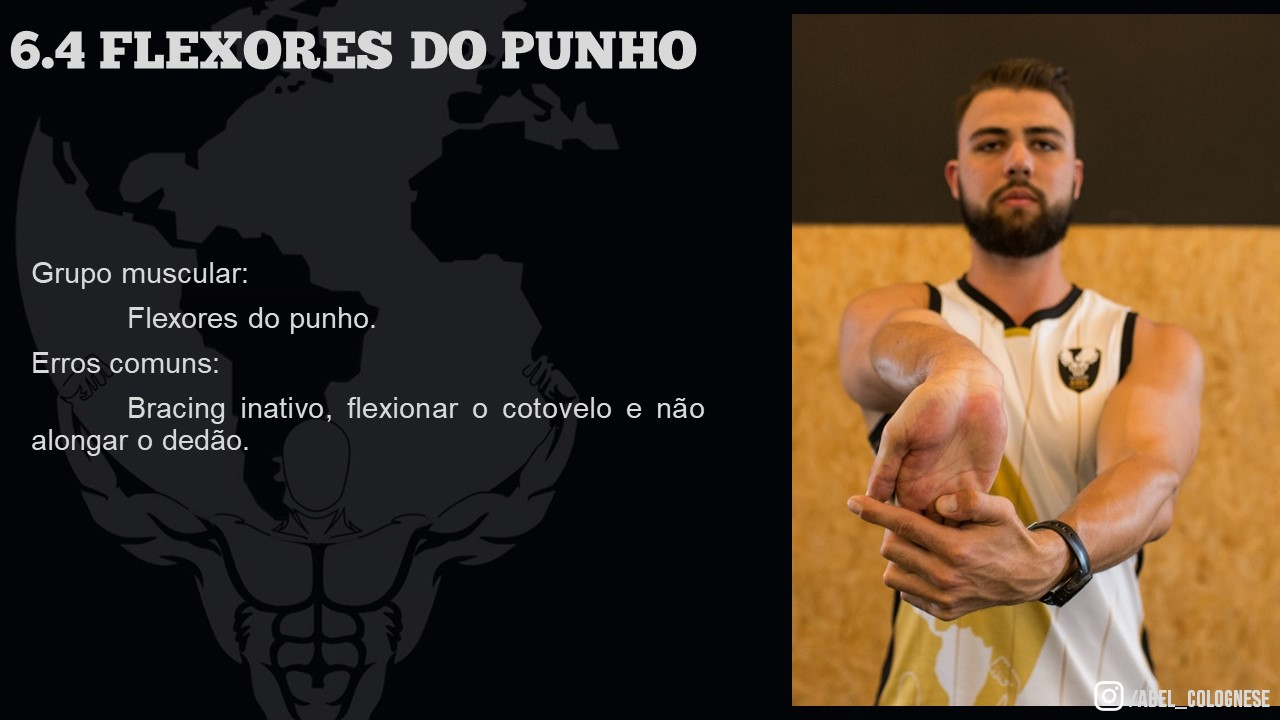 6.4 FLEXORES DO PUNHO
Grupo muscular:
Flexores do punho.
Erros comuns:
Bracing inativo, flexionar o cotovelo e não
alongar o dedão.
/ABEL_COLOGNESE